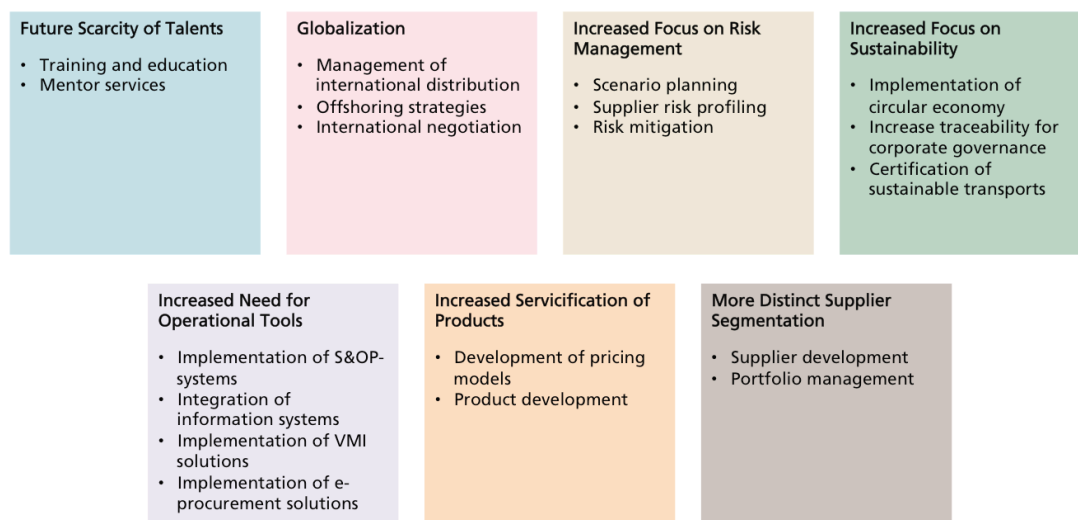 Future Scarcity of Talents
• Training and education
• Mentor services
Globalization
• Management of
international distribution
• Offshoring strategies
• International negotiation
Increased Focus on Risk
Management
• Scenario planning
• Supplier risk profiling
• Risk mitigation
Increased Focus on
Sustainability
• Implementation of
circular economy
• Increase traceability for
corporate governance
• Certification of
sustainable transports
Increased Need for
Operational Tools
• Implementation of S&OP-
systems
• Integration of
information systems
• Implementation of VMI
solutions
• Implementation of e-
procurement solutions
Increased Servicification of
Products
• Development of pricing
models
• Product development
More Distinct Supplier
Segmentation
• Supplier development
• Portfolio management